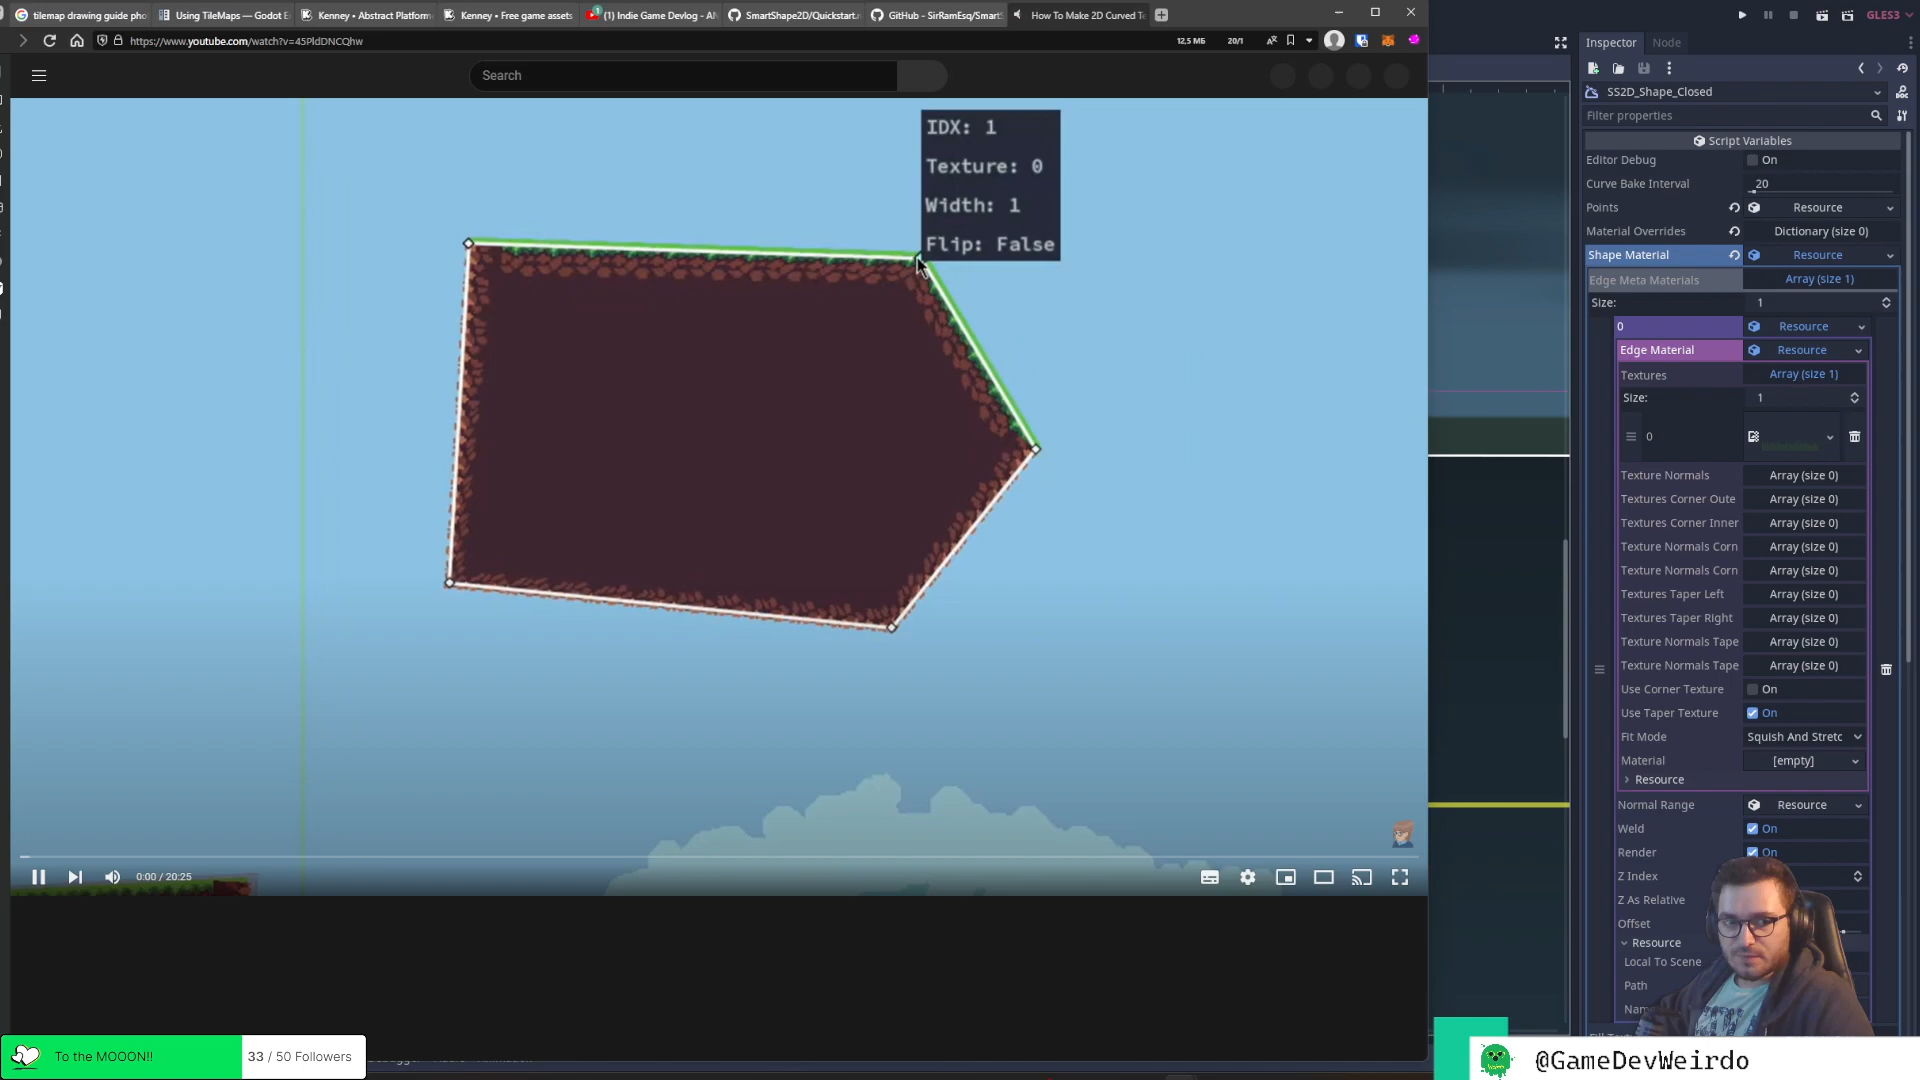 tilemap drawing guide pho
Using TileMaps — Godot E
Kenney • Abstract Platform
Kenney • Free game assets
(1) Indie Game Devlog - A
SmartShape2D/Quickstart.
GitHub - SirRamEsq/Smart
How To Make 2D Curved Te
GLES3
https://www.youtube.com/watch?v=45PldDNCQhw
12,5 МБ
20/1
Search
IDX: 1
Texture: 0
Width: 1
Flip: False
0:00 / 20:25
To the MOOON!!
33 / 50 Followers
Inspector
Node
SS2D_Shape_Closed
Filter properties
Script Variables
Editor Debug
On
Curve Bake Interval
20
Points
Resource
Material Overrides
Dictionary (size 0)
Shape Material
Resource
Edge Meta Materials
Array (size 1)
Size:
1
0
Resource
Edge Material
Resource
Textures
Array (size 1)
Size:
1
0
Texture Normals
Array (size 0)
Textures Corner Oute
Array (size 0)
Textures Corner Inner
Array (size 0)
Texture Normals Corn
Array (size 0)
Texture Normals Corn
Array (size 0)
Textures Taper Left
Array (size 0)
Textures Taper Right
Array (size 0)
Texture Normals Tape
Array (size 0)
Texture Normals Tape
Array (size 0)
Use Corner Texture
On
Use Taper Texture
On
Fit Mode
Squish And Stretc
Material
[empty]
Resource
Normal Range
Resource
Weld
On
Render
On
Z Index
Z As Relative
Offset
Resource
Local To Scene
Path
Nam
@GameDevWeirdo